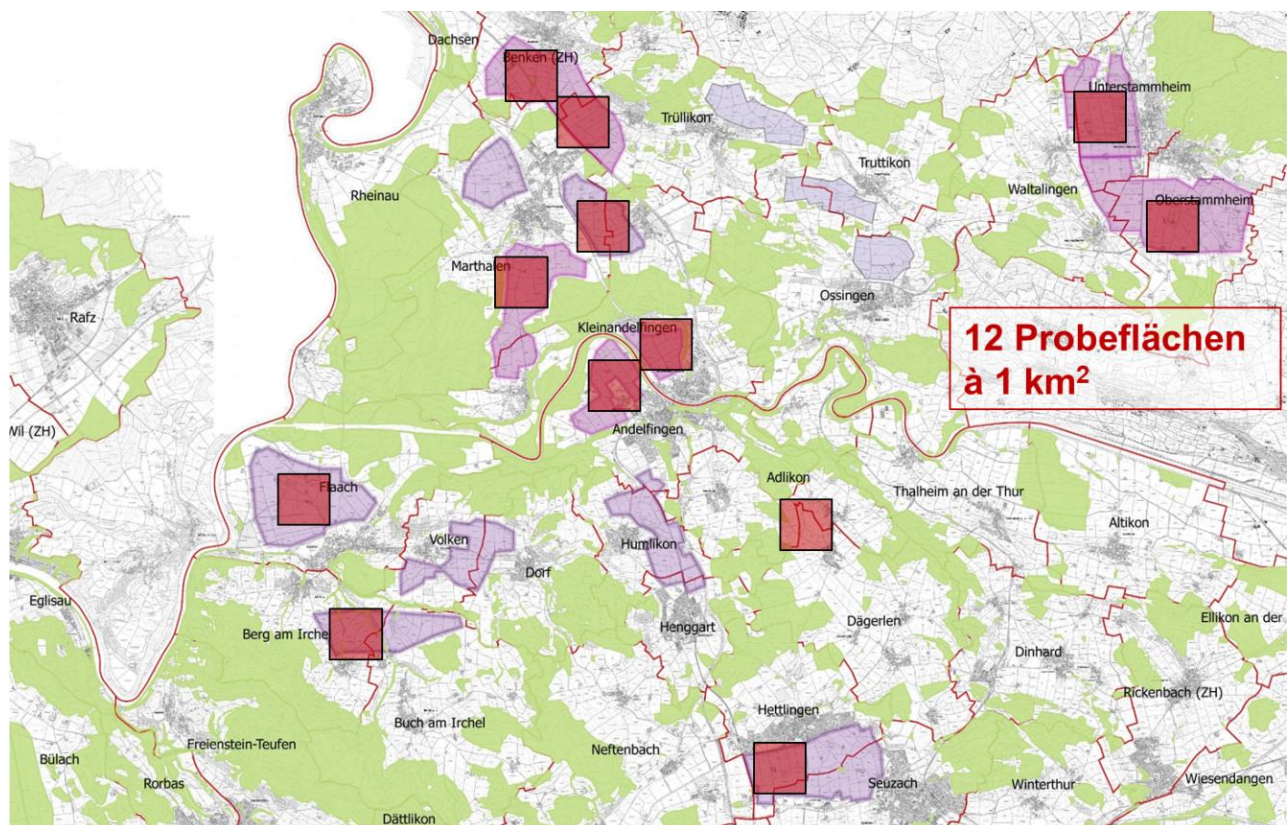 Dachsen
Benken (ZH)
Unterstammheim
Trüllikon
Truttikon
Rheinau
Waltalingen
Oberstammheim
Marthalen
Ossingen
Rafz
Kleinandelfingen
12 Probeflächen
à 1 km²
Wil (ZH)
Andelfingen
Flaach
Adlikon
Thalheim an der Thur
Altikon
Volken
Humlikon
Dorf
Eglisau
Berg am Irche
Henggart
Dägerlen
Ellikon an der
Dinhard
Rickenbach (ZH)
Buch am Irchel
Hettlingen
Freienstein-Teufen
Neftenbach
Bülach
Rorbas
Seuzach
Winterthur
Wiesendangen
Dättlikon